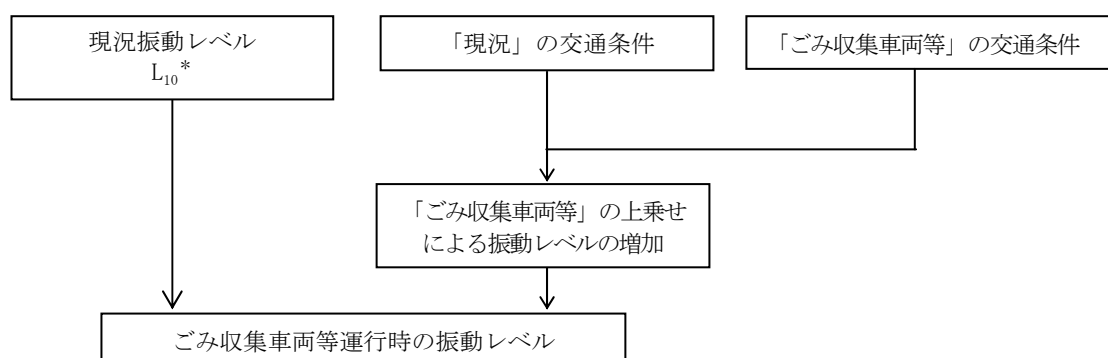 現況振動レベル
L₁₀*
「現況」の交通条件
「ごみ収集車両等」の交通条件
「ごみ収集車両等」の上乗せ
による振動レベルの増加
ごみ収集車両等運行時の振動レベル